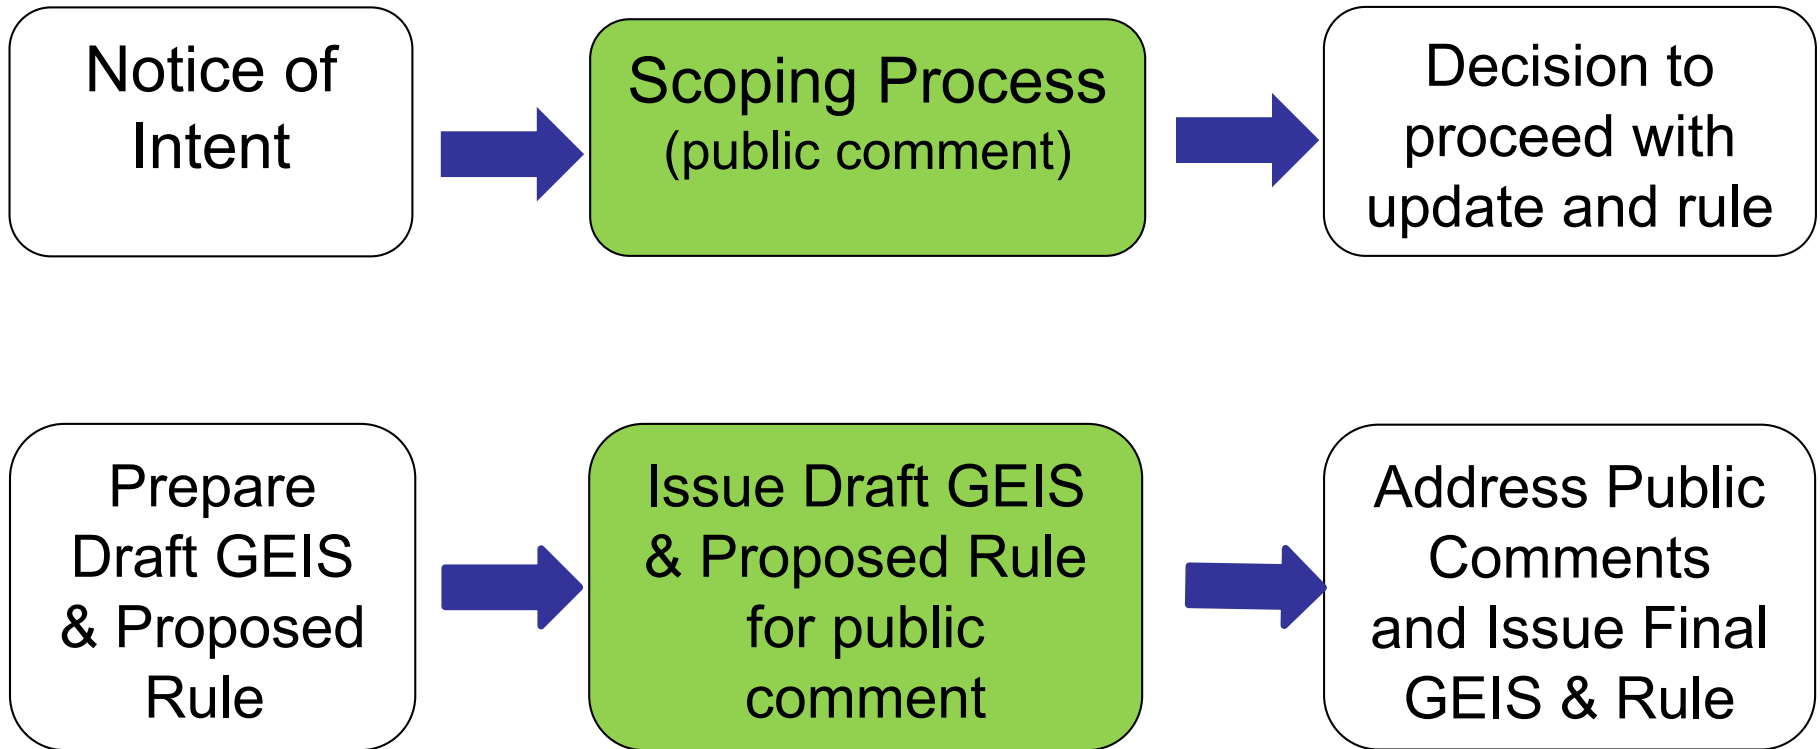 Notice of
Intent
Scoping Process
(public comment)
Decision to
proceed with
update and rule
Prepare
Draft GEIS
& Proposed
Rule
Issue Draft GEIS
& Proposed Rule
for public
comment
Address Public
Comments
and Issue Final
GEIS & Rule